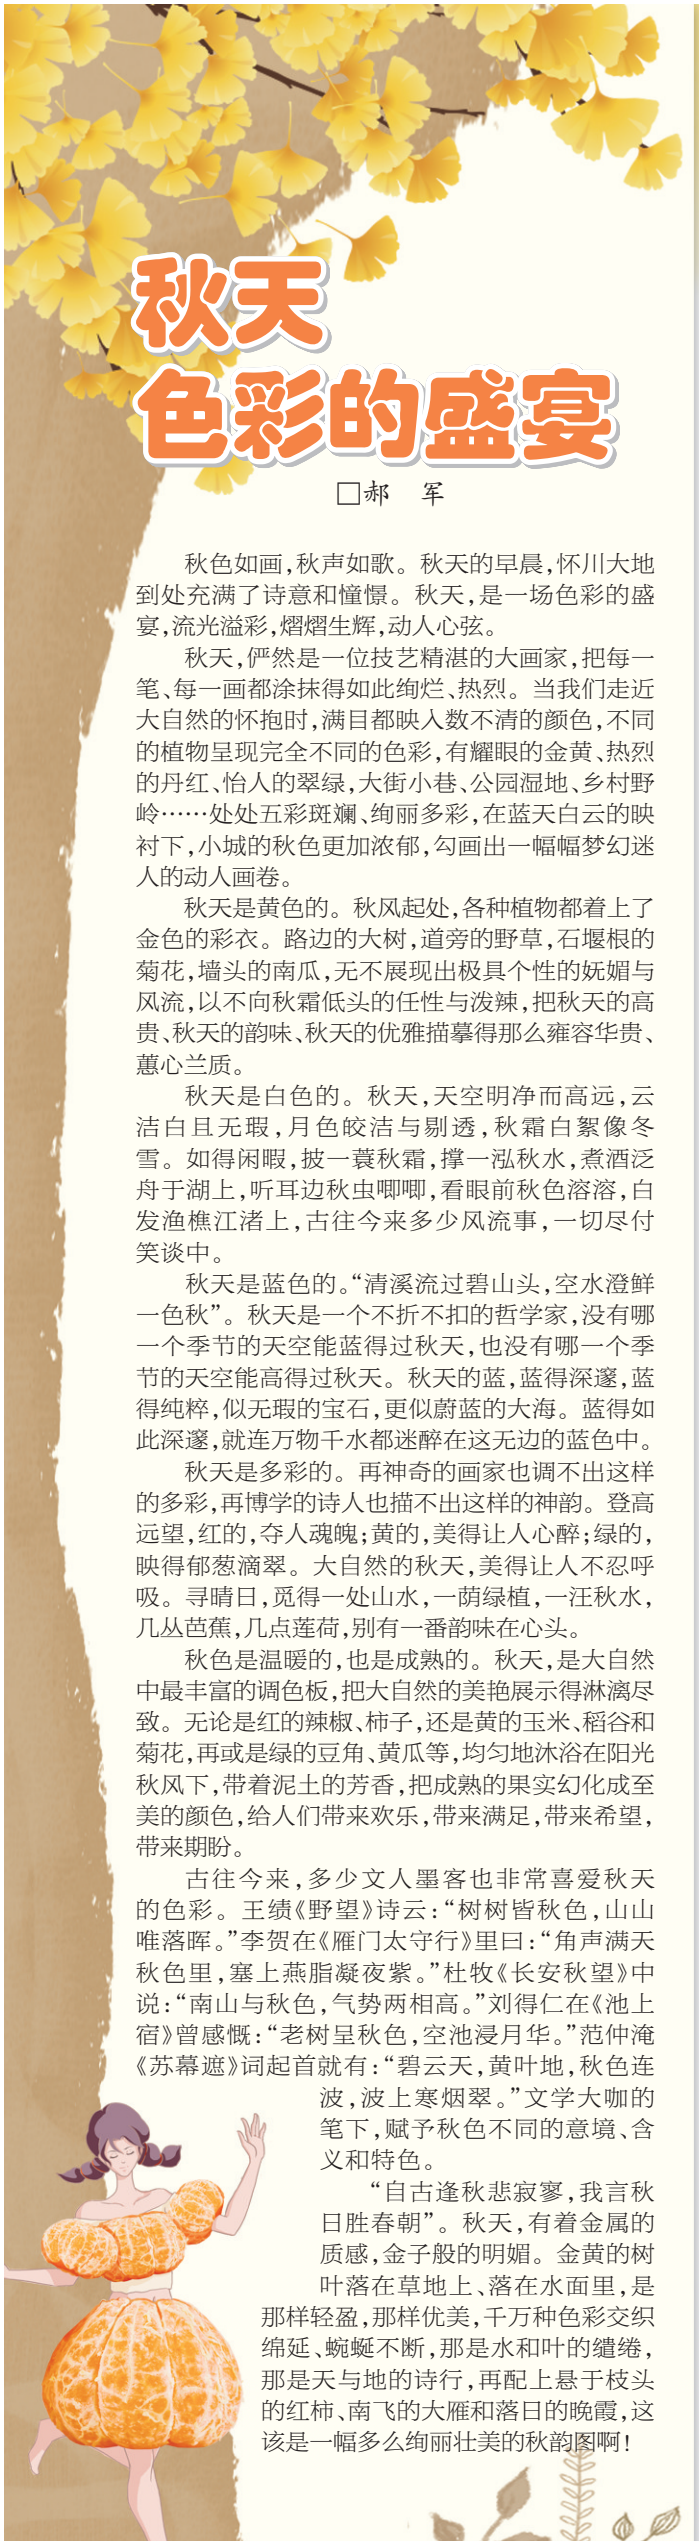 秋天
色彩的盛宴
□郝　军
秋色如画,秋声如歌。秋天的早晨,怀川大地
到处充满了诗意和憧憬。秋天,是一场色彩的盛
宴,流光溢彩,熠熠生辉,动人心弦。
秋天,俨然是一位技艺精湛的大画家,把每一
笔、每一画都涂抹得如此绚烂、热烈。当我们走近
大自然的怀抱时,满目都映入数不清的颜色,不同
的植物呈现完全不同的色彩,有耀眼的金黄、热烈
的丹红、怡人的翠绿,大街小巷、公园湿地、乡村野
岭……处处五彩斑斓、绚丽多彩,在蓝天白云的映
衬下,小城的秋色更加浓郁,勾画出一幅幅梦幻迷
人的动人画卷。
秋天是黄色的。秋风起处,各种植物都着上了
金色的彩衣。路边的大树,道旁的野草,石堰根的
菊花,墙头的南瓜,无不展现出极具个性的妩媚与
风流,以不向秋霜低头的任性与泼辣,把秋天的高
贵、秋天的韵味、秋天的优雅描摹得那么雍容华贵、
蕙心兰质。
秋天是白色的。秋天,天空明净而高远,云
洁白且无瑕,月色皎洁与剔透,秋霜白絮像冬
雪。如得闲暇,披一蓑秋霜,撑一泓秋水,煮酒泛
舟于湖上,听耳边秋虫唧唧,看眼前秋色溶溶,白
发渔樵江渚上,古往今来多少风流事,一切尽付
笑谈中。
秋天是蓝色的。“清溪流过碧山头,空水澄鲜
一色秋”。秋天是一个不折不扣的哲学家,没有哪
一个季节的天空能蓝得过秋天,也没有哪一个季
节的天空能高得过秋天。秋天的蓝,蓝得深邃,蓝
得纯粹,似无瑕的宝石,更似蔚蓝的大海。蓝得如
此深邃,就连万物千水都迷醉在这无边的蓝色中。
秋天是多彩的。再神奇的画家也调不出这样
的多彩,再博学的诗人也描不出这样的神韵。登高
远望,红的,夺人魂魄;黄的,美得让人心醉;绿的,
映得郁葱滴翠。大自然的秋天,美得让人不忍呼
吸。寻晴日,觅得一处山水,一荫绿植,一汪秋水,
几丛芭蕉,几点莲荷,别有一番韵味在心头。
秋色是温暖的,也是成熟的。秋天,是大自然
中最丰富的调色板,把大自然的美艳展示得淋漓尽
致。无论是红的辣椒、柿子,还是黄的玉米、稻谷和
菊花,再或是绿的豆角、黄瓜等,均匀地沐浴在阳光
秋风下,带着泥土的芳香,把成熟的果实幻化成至
美的颜色,给人们带来欢乐,带来满足,带来希望,
带来期盼。
古往今来,多少文人墨客也非常喜爱秋天
的色彩。王绩《野望》诗云:“树树皆秋色,山山
唯落晖。”李贺在《雁门太守行》里曰:“角声满天
秋色里,塞上燕脂凝夜紫。”杜牧《长安秋望》中
说:“南山与秋色,气势两相高。”刘得仁在《池上
宿》曾感慨:“老树呈秋色,空池浸月华。”范仲淹
《苏幕遮》词起首就有:“碧云天,黄叶地,秋色连
波,波上寒烟翠。”文学大咖的
笔下,赋予秋色不同的意境、含
义和特色。
“自古逢秋悲寂寥,我言秋
日胜春朝”。秋天,有着金属的
质感,金子般的明媚。金黄的树
叶落在草地上、落在水面里,是
那样轻盈,那样优美,千万种色彩交织
绵延、蜿蜒不断,那是水和叶的缱绻,
那是天与地的诗行,再配上悬于枝头
的红柿、南飞的大雁和落日的晚霞,这
该是一幅多么绚丽壮美的秋韵图啊!